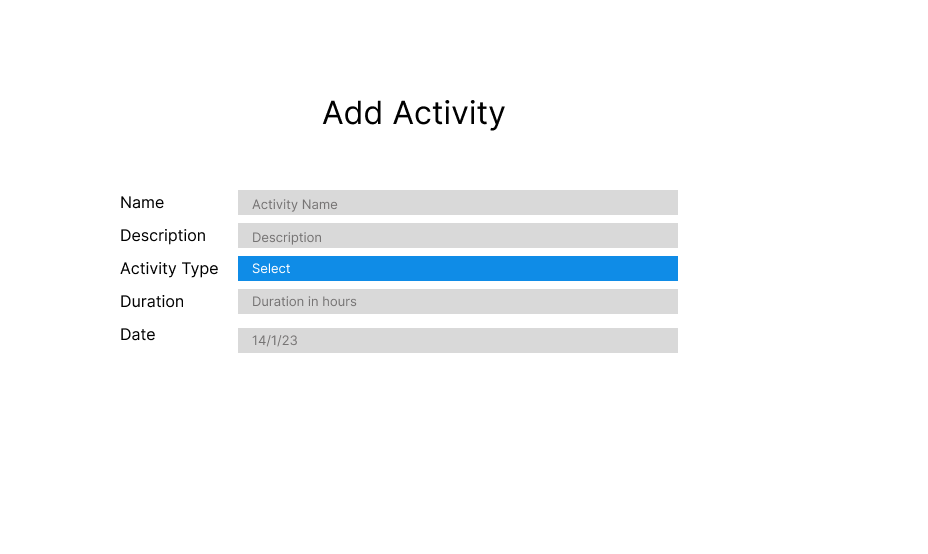 Add Activity
Name Activity Name
Description Description
Activity Type Select
Duration Duration in hours
Date 14/1/23